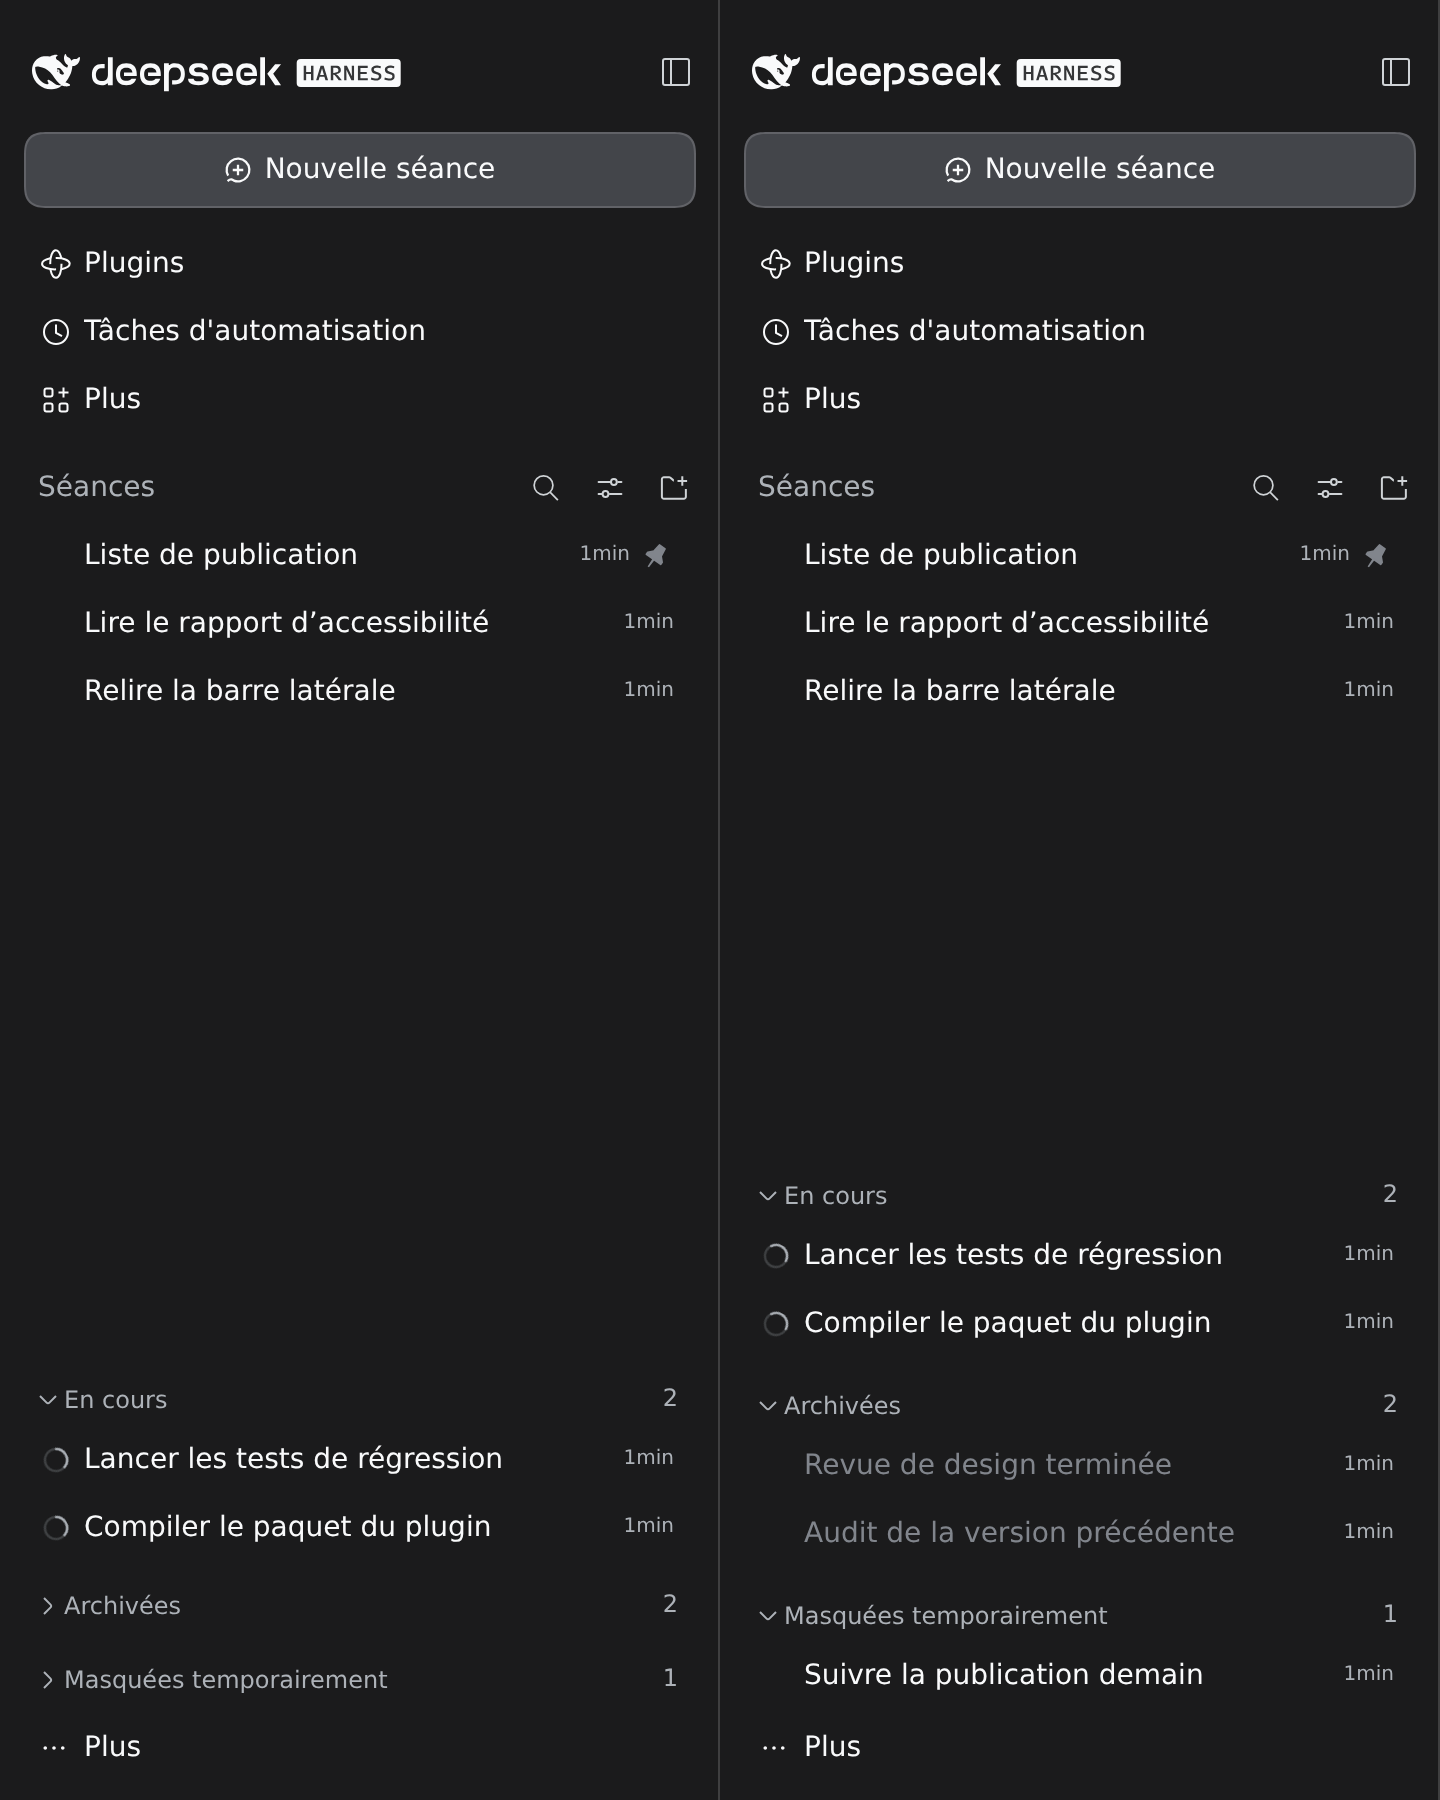 deepseek HARNESS
Nouvelle séance
Plugins
Tâches d'automatisation
Plus
Séances
Liste de publication 1min
Lire le rapport d’accessibilité 1min
Relire la barre latérale 1min
En cours 2
Lancer les tests de régression 1min
Compiler le paquet du plugin 1min
Archivées 2
Masquées temporairement 1
Plus
deepseek HARNESS
Nouvelle séance
Plugins
Tâches d'automatisation
Plus
Séances
Liste de publication 1min
Lire le rapport d’accessibilité 1min
Relire la barre latérale 1min
En cours 2
Lancer les tests de régression 1min
Compiler le paquet du plugin 1min
Archivées 2
Revue de design terminée 1min
Audit de la version précédente 1min
Masquées temporairement 1
Suivre la publication demain 1min
Plus